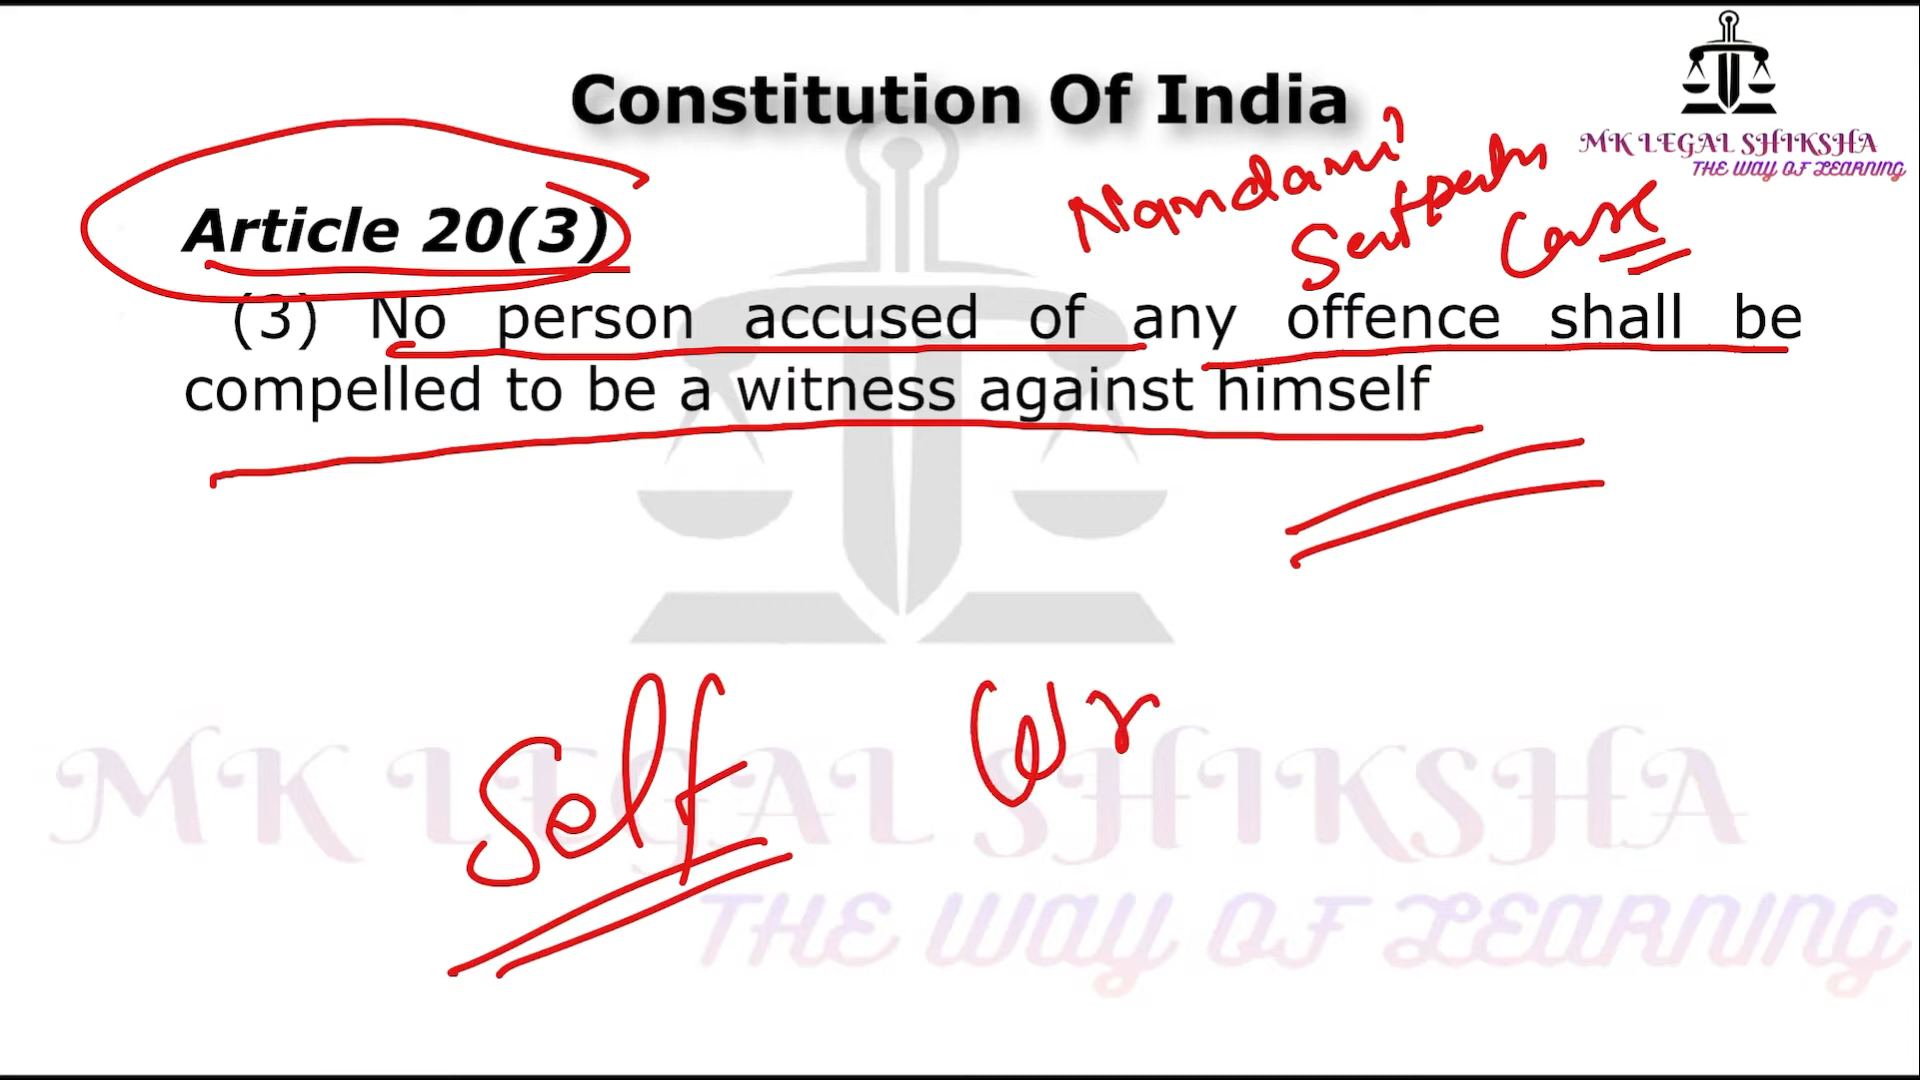 Constitution Of India
MK LEGAL SHIKSHA
THE WAY OF LEARNING
Nandani
Satpathy
Case
Article 20(3)
(3) No person accused of any offence shall be
compelled to be a witness against himself
Self
MK LEGAL SHIKSHA
THE WAY OF LEARNING